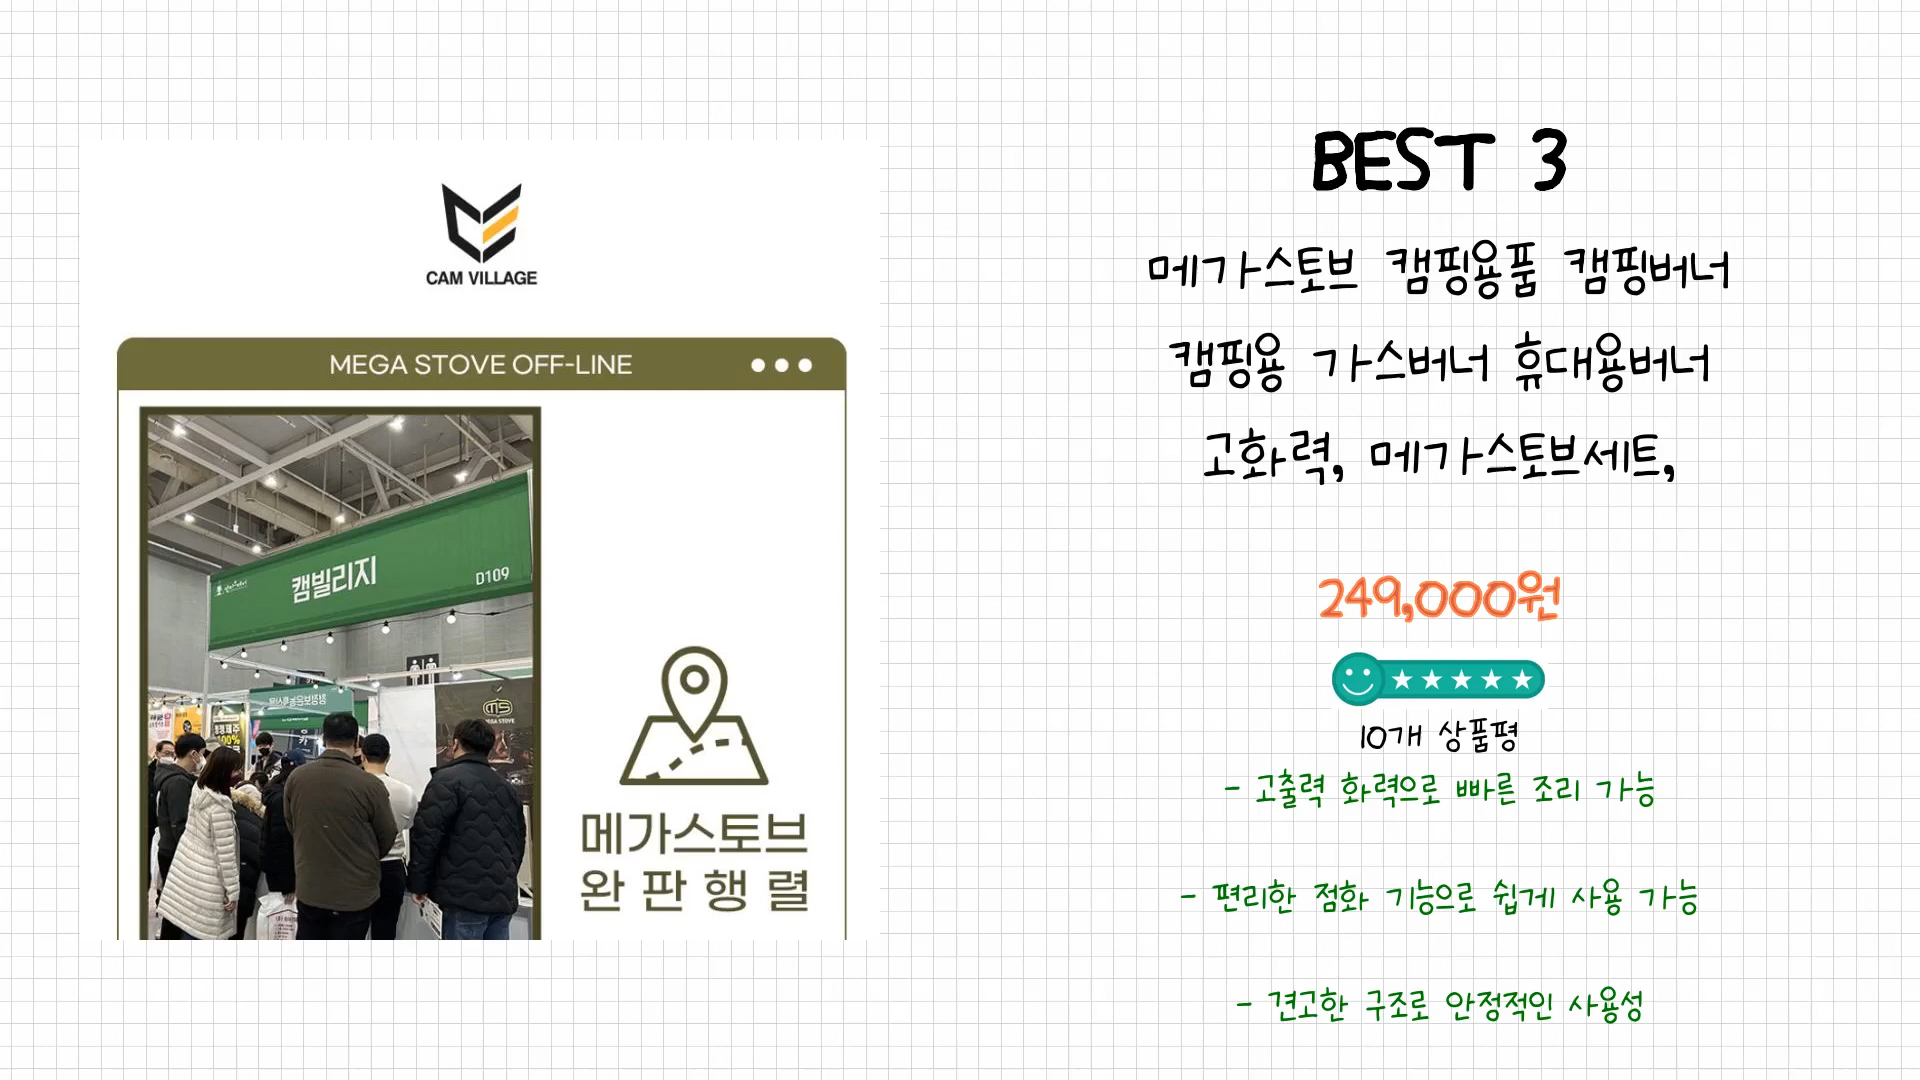 CAM VILLAGE
MEGA STOVE OFF-LINE
캠빌리지
D109
MS
MEGA STOVE
100%
메가스토브
완판행렬
BEST 3
메가스토브 캠핑용품 캠핑버너
캠핑용 가스버너 휴대용버너
고화력, 메가스토브세트,
249,000원
10개 상품평
- 고출력 화력으로 빠른 조리 가능
- 편리한 점화 기능으로 쉽게 사용 가능
- 견고한 구조로 안정적인 사용성